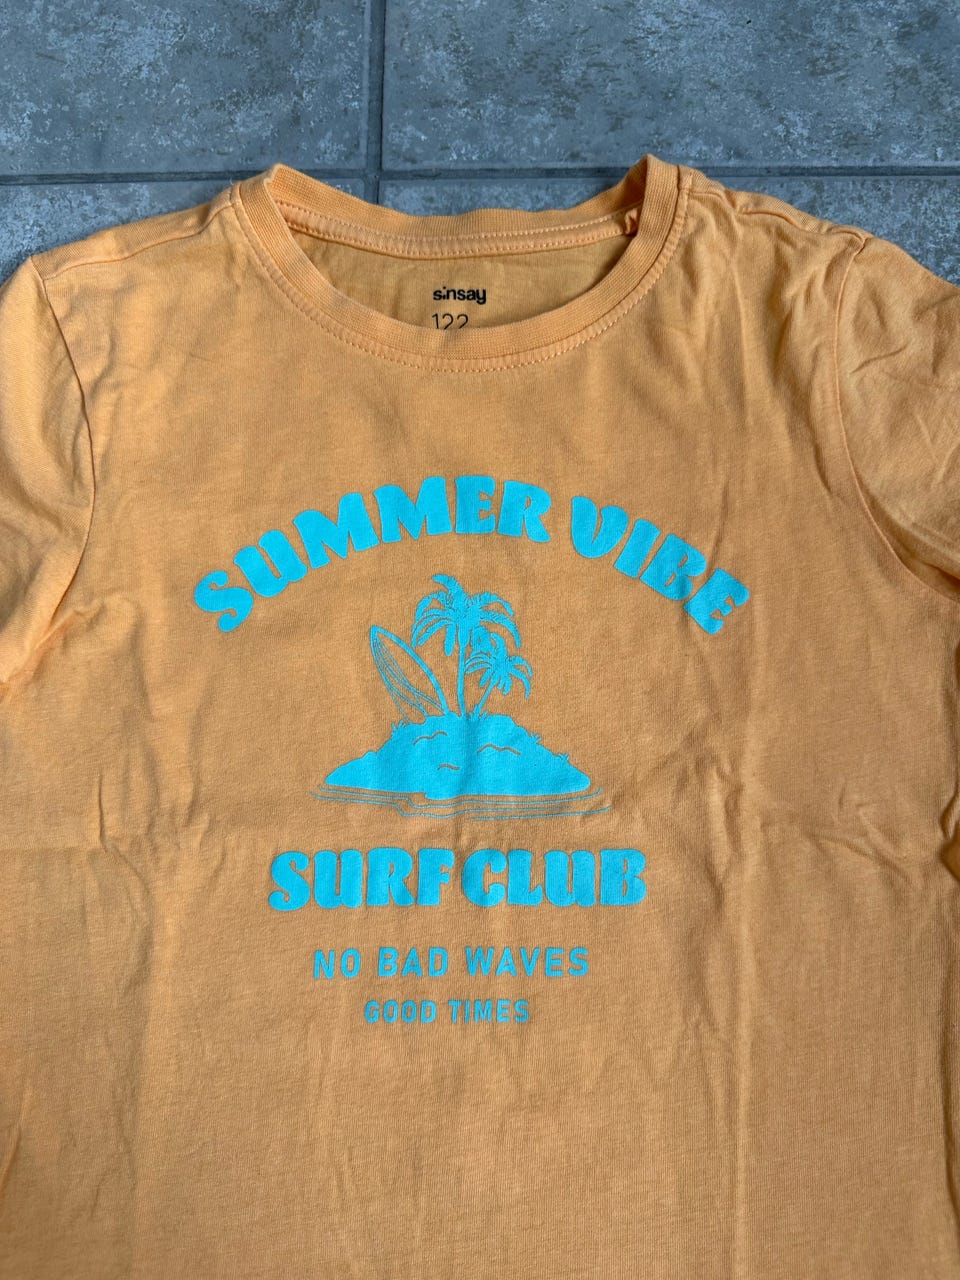 sinsay
122
SUMMER VIBE
SURF CLUB
NO BAD WAVES
GOOD TIMES